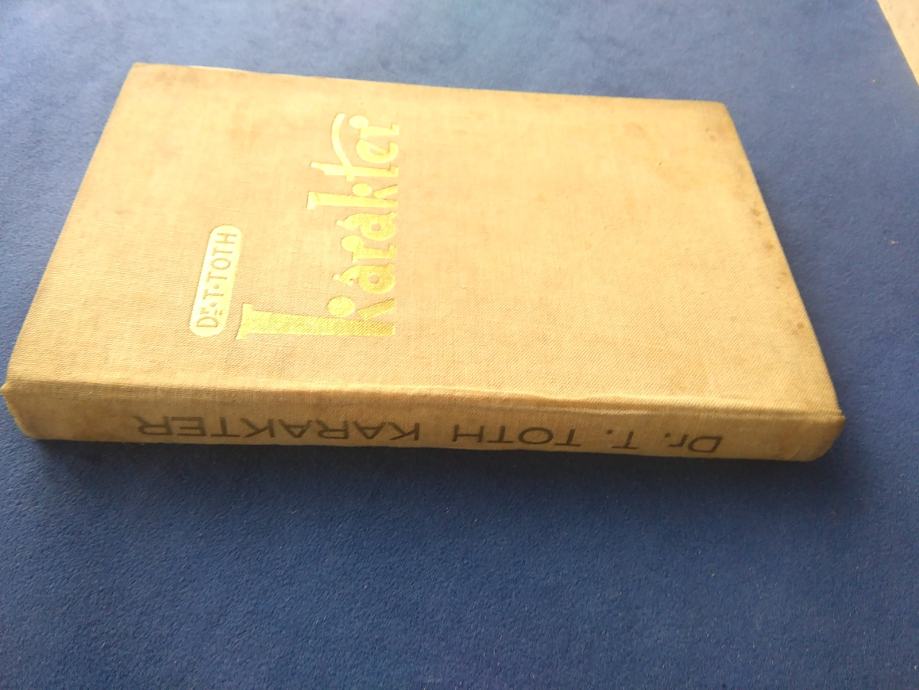 Dr. T. TOTH
karakter
Dr. T. TOTH KARAKTER